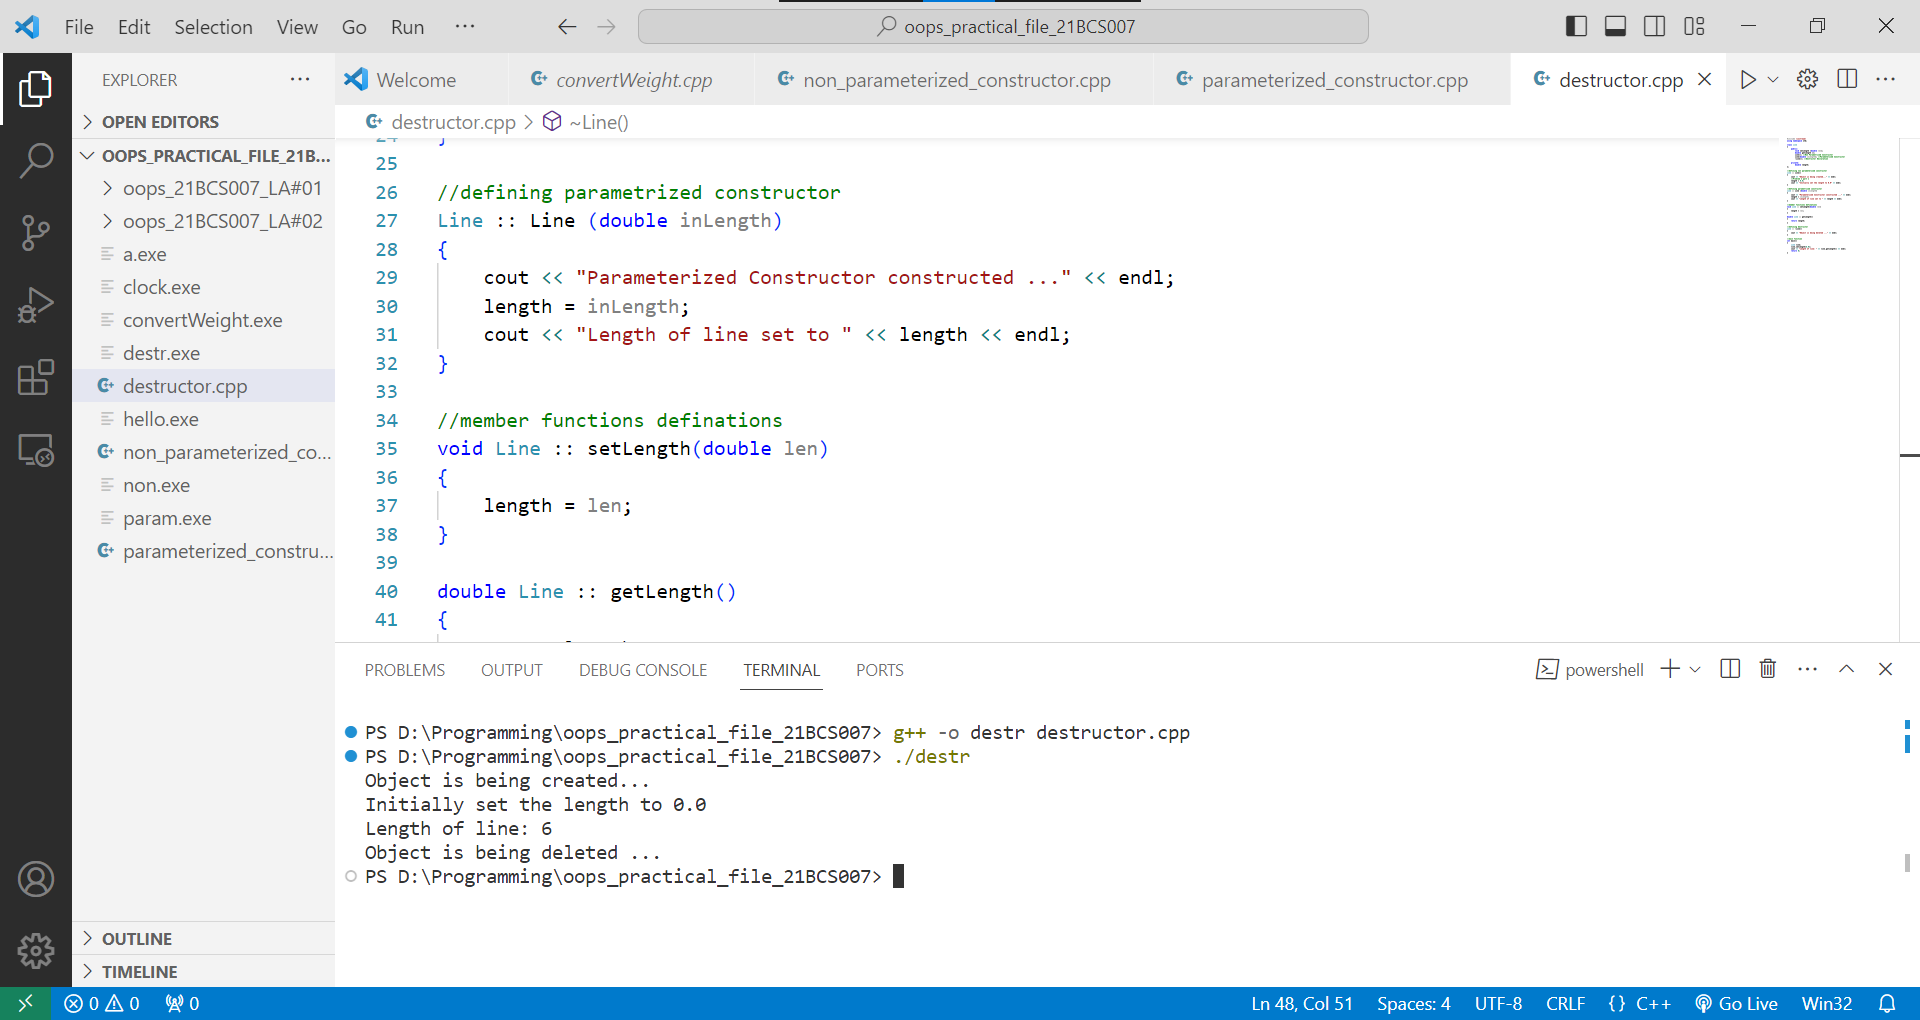 File Edit Selection View Go Run ··· oops_practical_file_21BCS007
EXPLORER ···
OPEN EDITORS
OOPS_PRACTICAL_FILE_21B...
oops_21BCS007_LA#01
oops_21BCS007_LA#02
a.exe
clock.exe
convertWeight.exe
destr.exe
destructor.cpp
hello.exe
non_parameterized_co...
non.exe
param.exe
parameterized_constru...
OUTLINE
TIMELINE
Welcome convertWeight.cpp non_parameterized_constructor.cpp parameterized_constructor.cpp destructor.cpp
destructor.cpp > ~Line()
24 }
25
26 //defining parametrized constructor
27 Line :: Line (double inLength)
28 {
29 cout << "Parameterized Constructor constructed ..." << endl;
30 length = inLength;
31 cout << "Length of line set to " << length << endl;
32 }
33
34 //member functions definations
35 void Line :: setLength(double len)
36 {
37 length = len;
38 }
39
40 double Line :: getLength()
41 {
PROBLEMS OUTPUT DEBUG CONSOLE TERMINAL PORTS powershell
PS D:\Programming\oops_practical_file_21BCS007> g++ -o destr destructor.cpp
PS D:\Programming\oops_practical_file_21BCS007> ./destr
Object is being created...
Initially set the length to 0.0
Length of line: 6
Object is being deleted ...
PS D:\Programming\oops_practical_file_21BCS007>
0 0 0 Ln 48, Col 51 Spaces: 4 UTF-8 CRLF {} C++ Go Live Win32